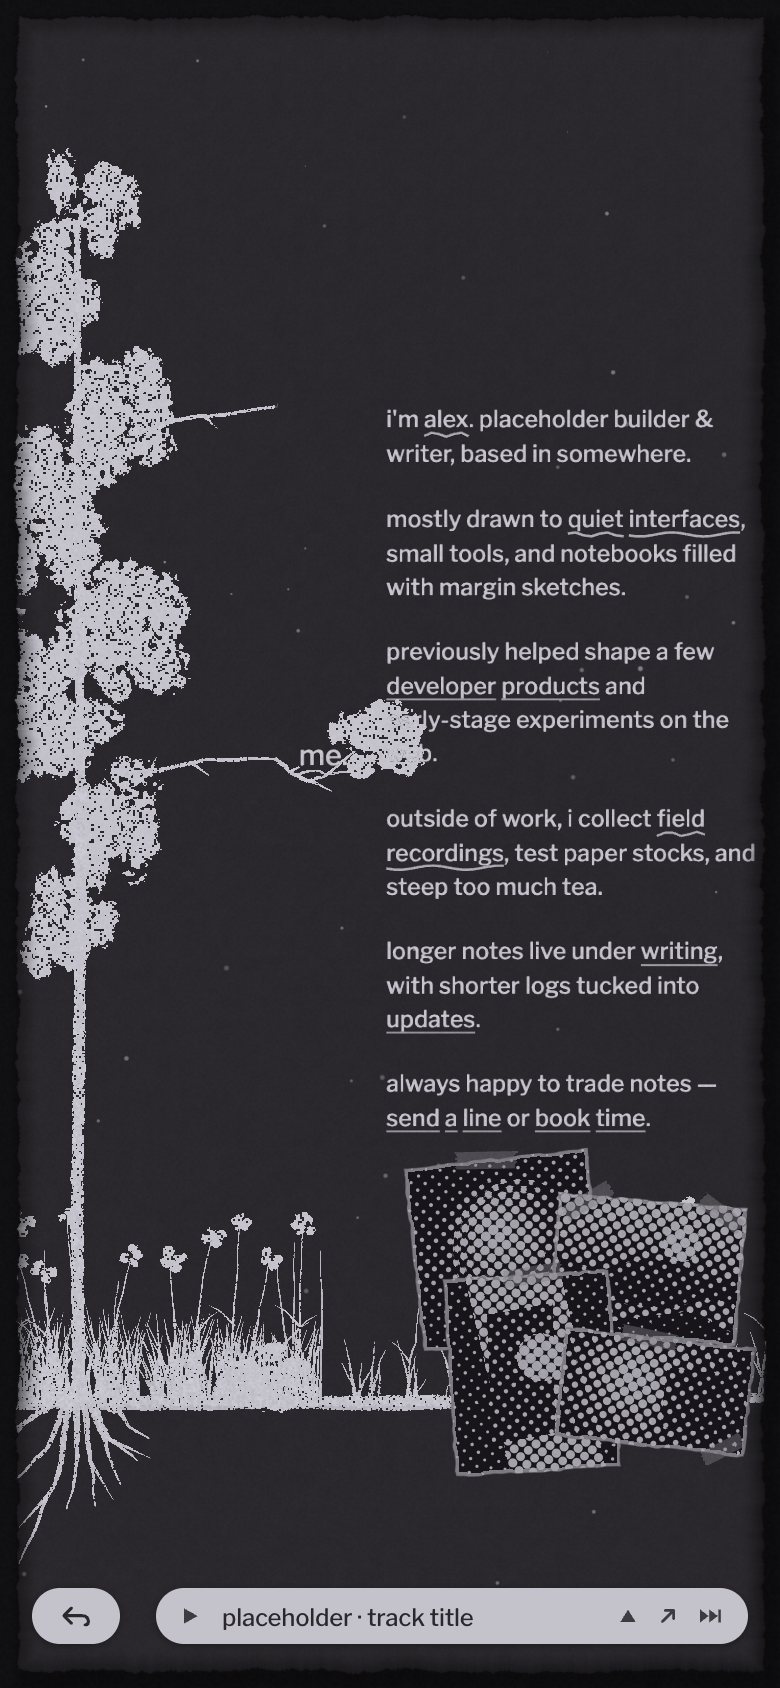 i'm alex. placeholder builder &
writer, based in somewhere.
mostly drawn to quiet interfaces,
small tools, and notebooks filled
with margin sketches.
previously helped shape a few
developer products and
-stage experiments on the
me
outside of work, i collect field
recordings, test paper stocks, and
steep too much tea.
longer notes live under writing,
with shorter logs tucked into
updates.
always happy to trade notes —
send a line or book time.
placeholder · track title